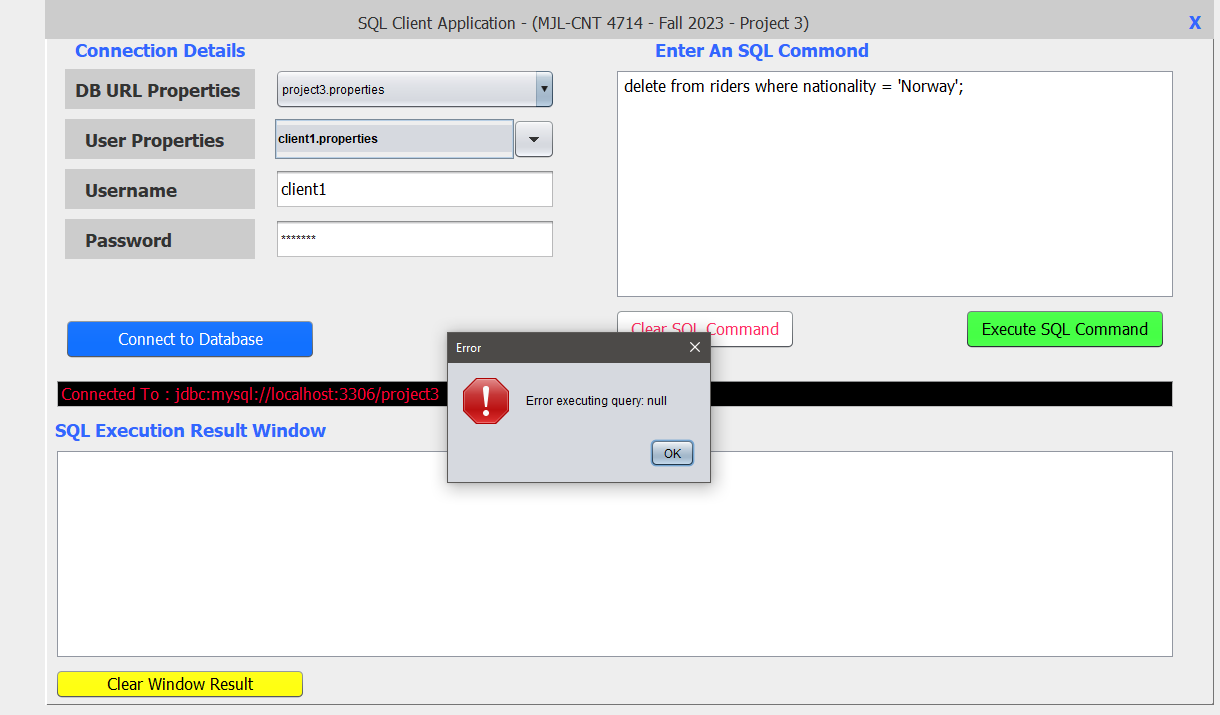 SQL Client Application - (MJL-CNT 4714 - Fall 2023 - Project 3)
X
Connection Details
Enter An SQL Commond
DB URL Properties
project3.properties
delete from riders where nationality = 'Norway';
User Properties
client1.properties
Username
client1
Password
*******
Connect to Database
Clear SQL Command
Execute SQL Command
Error
Error executing query: null
OK
Connected To : jdbc:mysql://localhost:3306/project3
SQL Execution Result Window
Clear Window Result